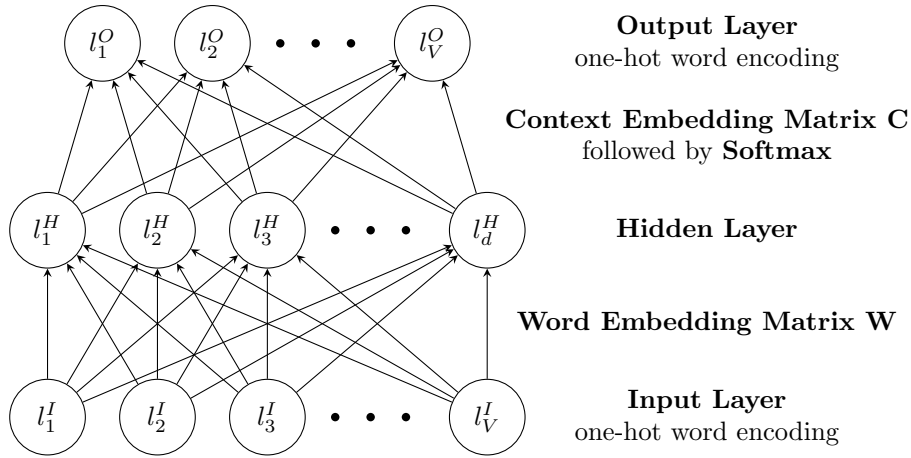 l_1^O l_2^O • • • l_V^O
Output Layer
one-hot word encoding
Context Embedding Matrix C
followed by Softmax
l_1^H l_2^H l_3^H • • • l_d^H
Hidden Layer
Word Embedding Matrix W
l_1^I l_2^I l_3^I • • • l_V^I
Input Layer
one-hot word encoding